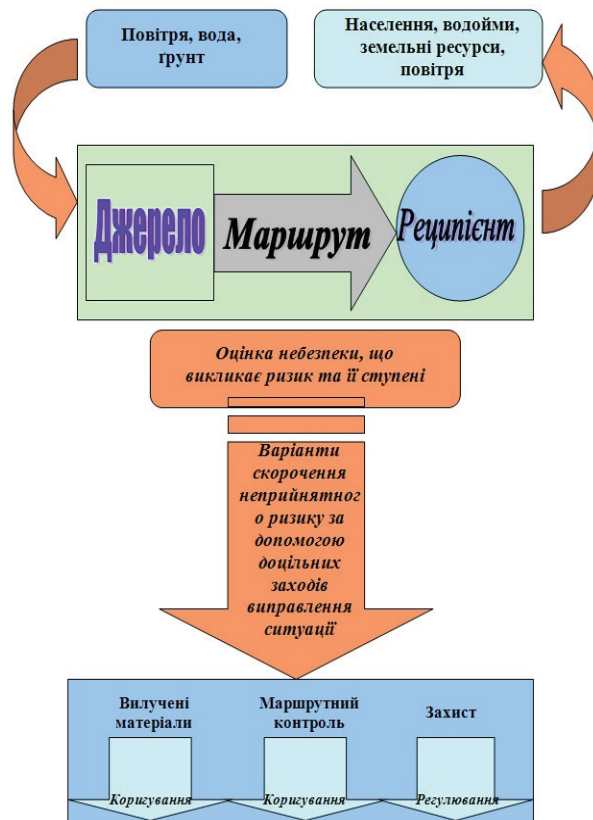 Повітря, вода,
ґрунт
Населення, водойми,
земельні ресурси,
повітря
Джерело
Маршрут
Реципієнт
Оцінка небезпеки, що
викликає ризик та її ступені
Варіанти
скорочення
неприйнятног
о ризику за
допомогою
доцільних
заходів
виправлення
ситуації
Вилучені
матеріали
Маршрутний
контроль
Захист
Коригування
Коригування
Регулювання